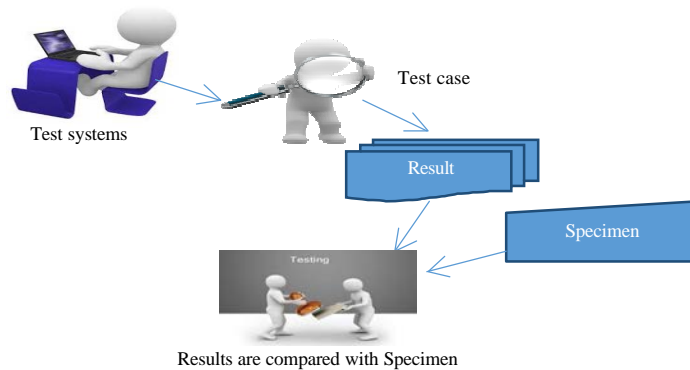 Test case
Test systems
Result
Specimen
Testing
Results are compared with Specimen